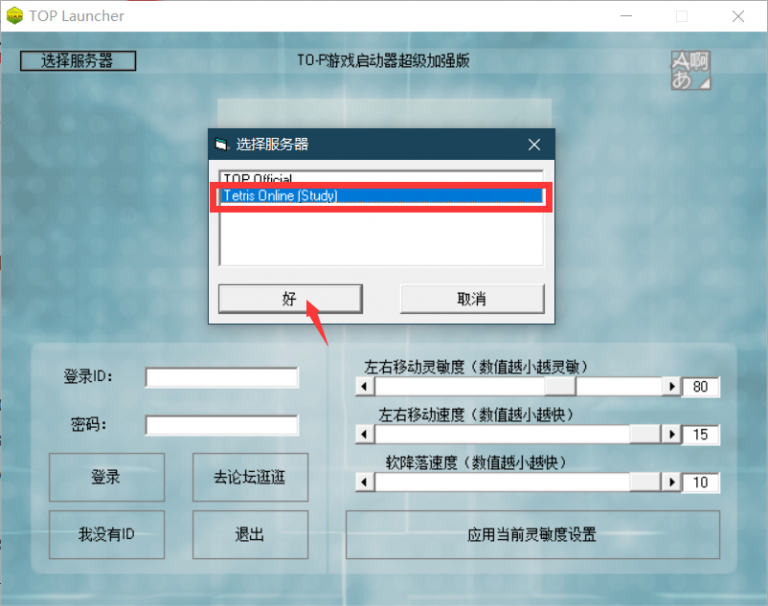 TOP Launcher
选择服务器
TO-P游戏启动器超级加强版
A啊
あ
选择服务器
TOP Official
Tetris Online (Study)
好
取消
登录ID:
密码:
登录
去论坛逛逛
我没有ID
退出
左右移动灵敏度（数值越小越灵敏）
80
左右移动速度（数值越小越快）
15
软降落速度（数值越小越快）
10
应用当前灵敏度设置